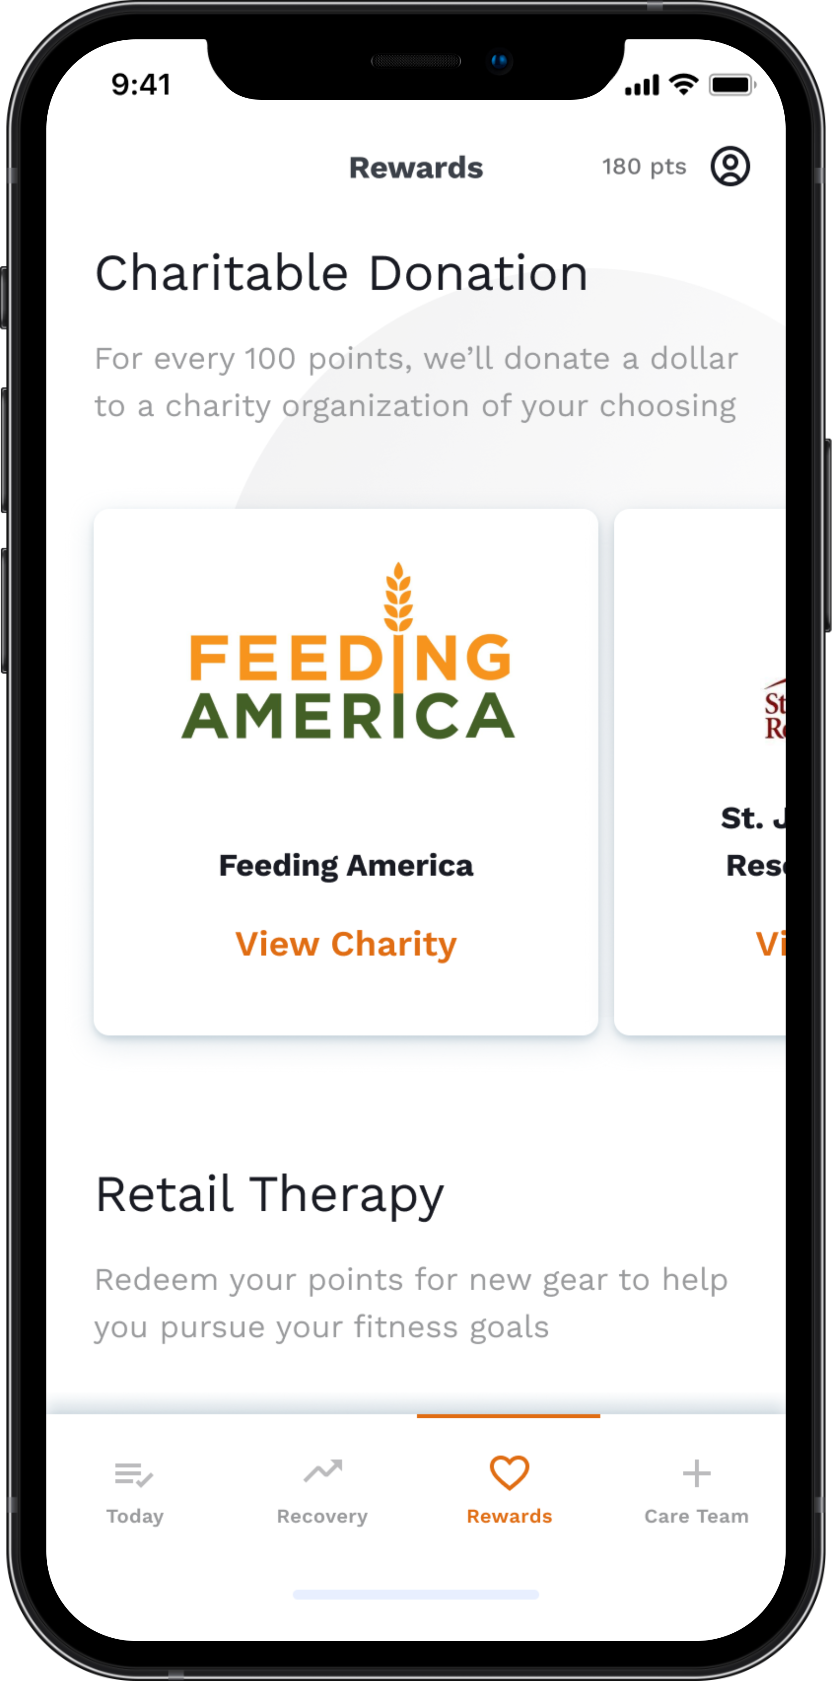 9:41
Rewards
180 pts
Charitable Donation
For every 100 points, we’ll donate a dollar
to a charity organization of your choosing
FEEDING
AMERICA
Feeding America
View Charity
St
St.
Retail Therapy
Redeem your points for new gear to help
you pursue your fitness goals
Today
Recovery
Rewards
Care Team